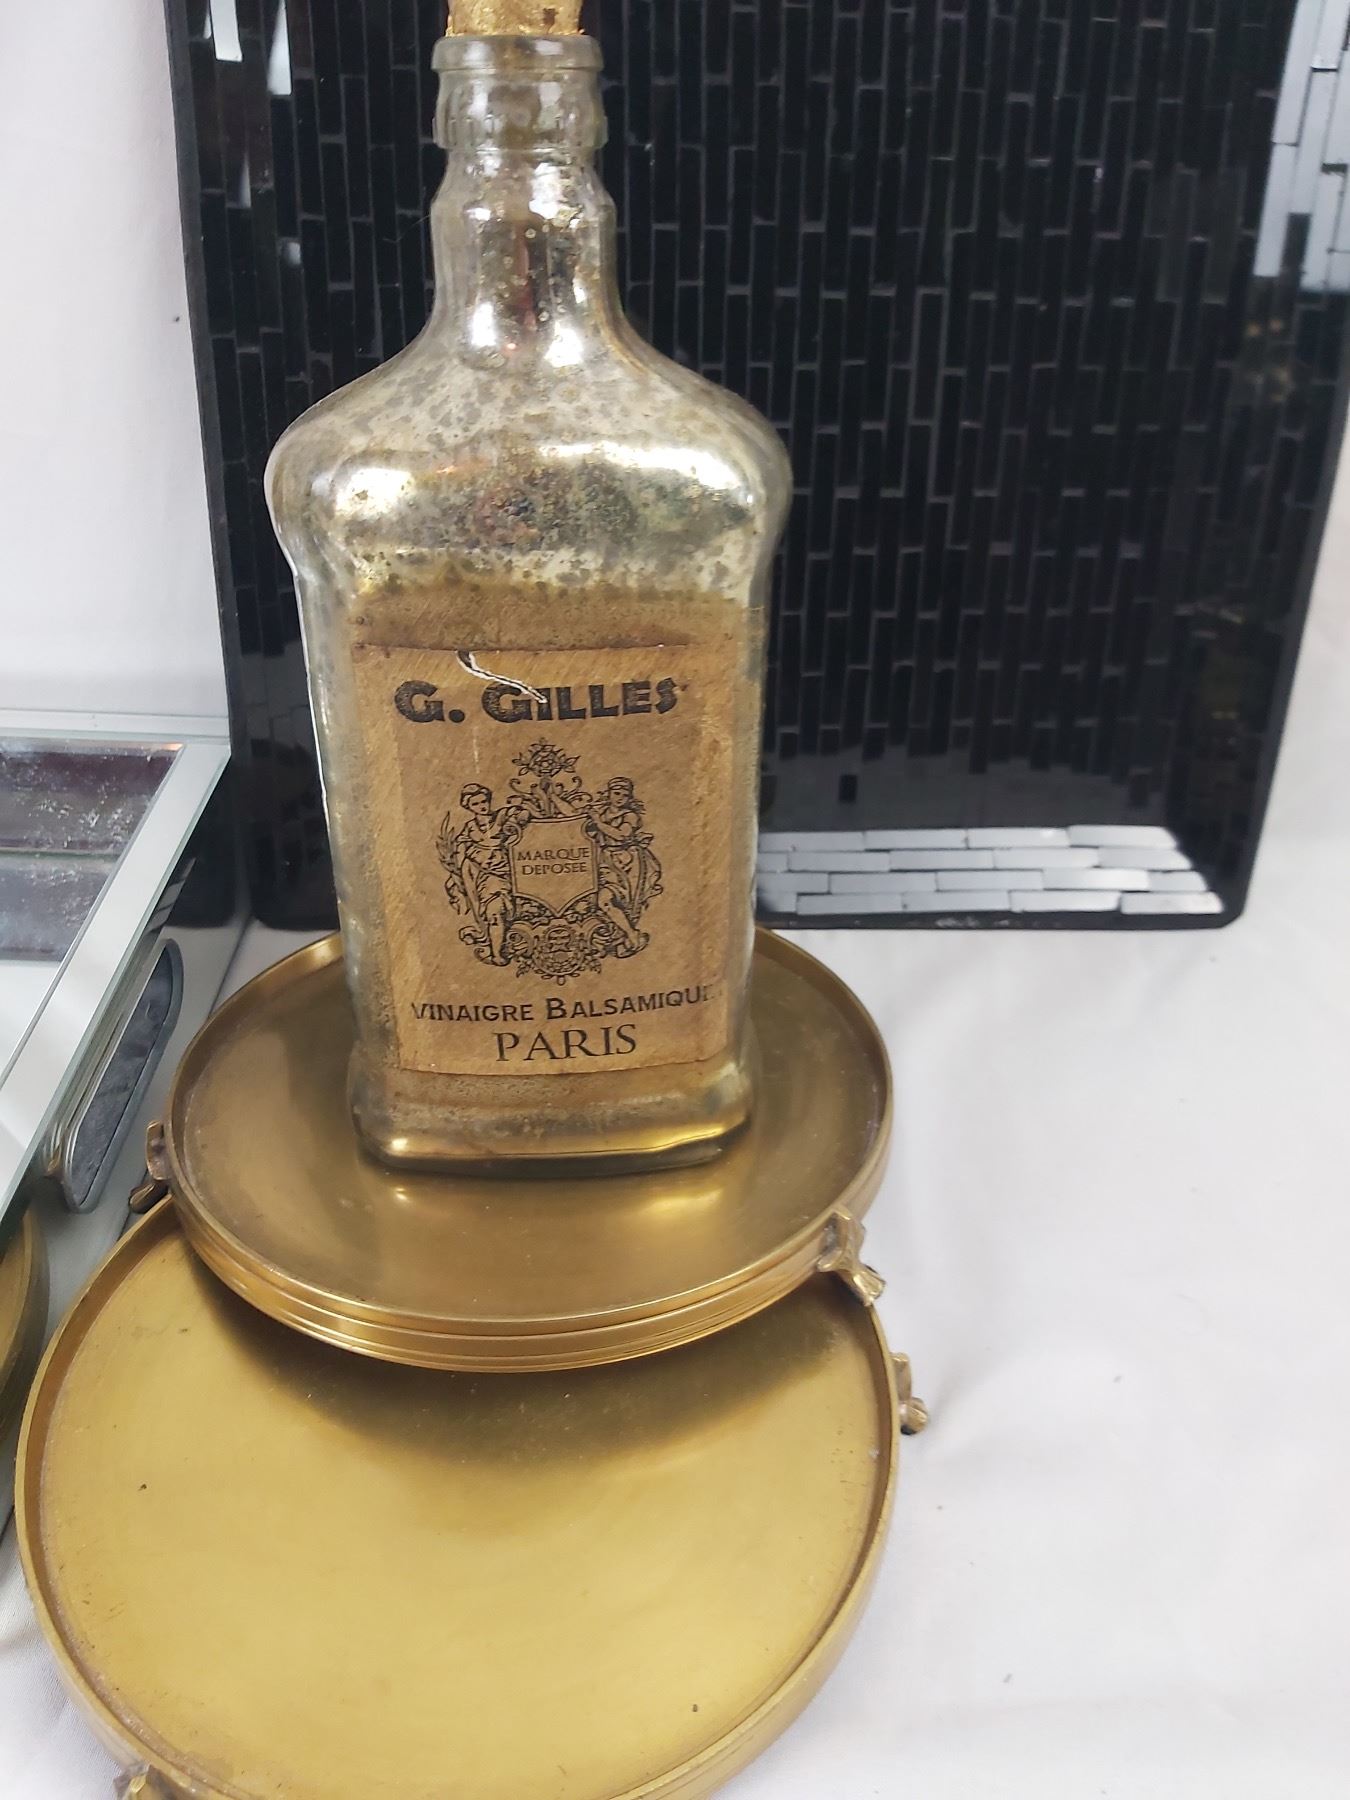 G. GILLES
MARQUE
DEPOSEE
VINAIGRE BALSAMIQUE
PARIS